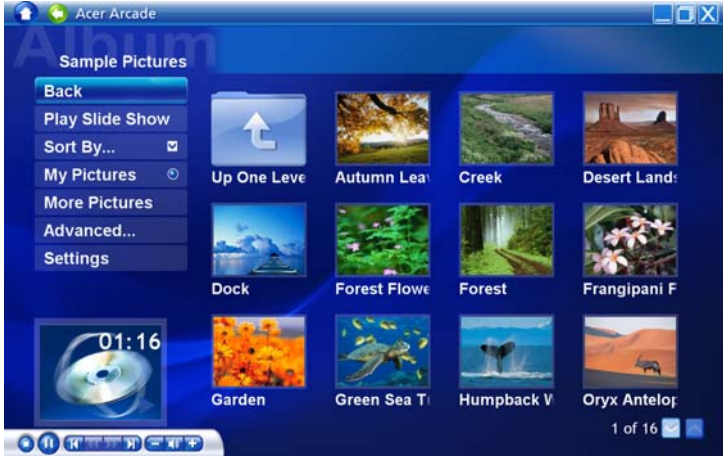 Acer Arcade
Album
Sample Pictures
Back
Play Slide Show
Sort By...
My Pictures
More Pictures
Advanced...
Settings
Up One Leve
Autumn Lea
Creek
Desert Lands
Dock
Forest Flowe
Forest
Frangipani F
Garden
Green Sea T
Humpback W
Oryx Antelop
01:16
1 of 16